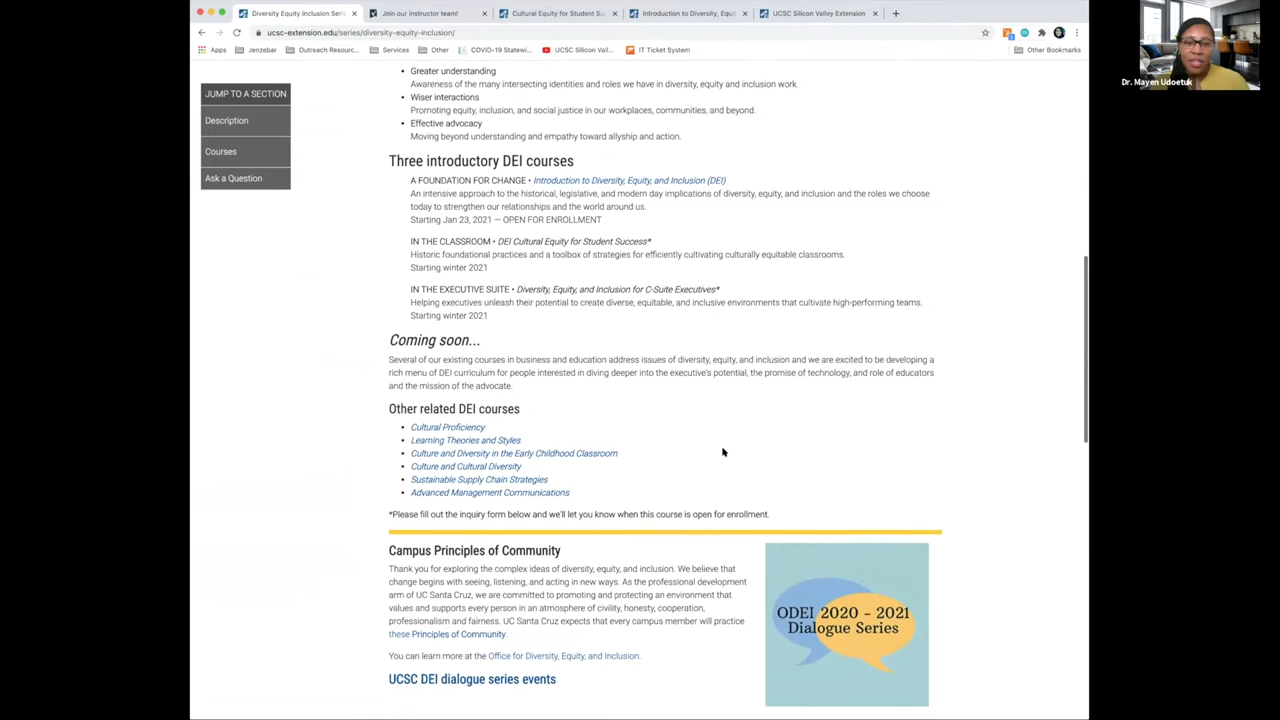 Diversity Equity Inclusion Seri
Join our instructor team!
Cultural Equity for Student Su
Introduction to Diversity, Equi
UCSC Silicon Valley Extension
ucsc-extension.edu/series/diversity-equity-inclusion/
Apps
Jenzebar
Outreach Resourc...
Services
Other
COVID-19 Statewi...
UCSC Silicon Val...
IT Ticket System
Other Bookmarks
Dr. Mayen Udoetuk
JUMP TO A SECTION
Description
Courses
Ask a Question
• Greater understanding
Awareness of the many intersecting identities and roles we have in diversity, equity and inclusion work.
• Wiser interactions
Promoting equity, inclusion, and social justice in our workplaces, communities, and beyond.
• Effective advocacy
Moving beyond understanding and empathy toward allyship and action.
Three introductory DEI courses
A FOUNDATION FOR CHANGE • Introduction to Diversity, Equity, and Inclusion (DEI)
An intensive approach to the historical, legislative, and modern day implications of diversity, equity, and inclusion and the roles we choose
today to strengthen our relationships and the world around us.
Starting Jan 23, 2021 — OPEN FOR ENROLLMENT
IN THE CLASSROOM • DEI Cultural Equity for Student Success*
Historic foundational practices and a toolbox of strategies for efficiently cultivating culturally equitable classrooms.
Starting winter 2021
IN THE EXECUTIVE SUITE • Diversity, Equity, and Inclusion for C-Suite Executives*
Helping executives unleash their potential to create diverse, equitable, and inclusive environments that cultivate high-performing teams.
Starting winter 2021
Coming soon...
Several of our existing courses in business and education address issues of diversity, equity, and inclusion and we are excited to be developing a
rich menu of DEI curriculum for people interested in diving deeper into the executive's potential, the promise of technology, and role of educators
and the mission of the advocate.
Other related DEI courses
• Cultural Proficiency
• Learning Theories and Styles
• Culture and Diversity in the Early Childhood Classroom
• Culture and Cultural Diversity
• Sustainable Supply Chain Strategies
• Advanced Management Communications
*Please fill out the inquiry form below and we'll let you know when this course is open for enrollment.
Campus Principles of Community
Thank you for exploring the complex ideas of diversity, equity, and inclusion. We believe that
change begins with seeing, listening, and acting in new ways. As the professional development
arm of UC Santa Cruz, we are committed to promoting and protecting an environment that
values and supports every person in an atmosphere of civility, honesty, cooperation,
professionalism and fairness. UC Santa Cruz expects that every campus member will practice
these Principles of Community.
You can learn more at the Office for Diversity, Equity, and Inclusion.
UCSC DEI dialogue series events
ODEI 2020 - 2021
Dialogue Series